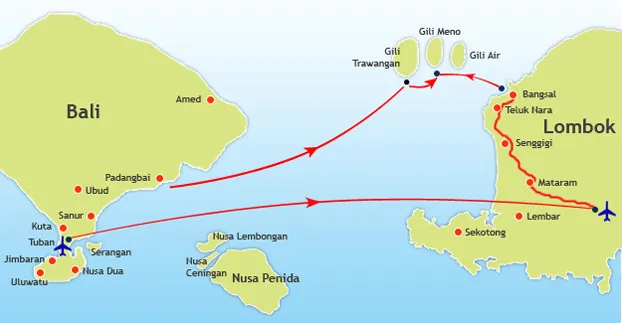 Gili Meno
Gili
Trawangan
Gili Air
Bali
Amed
Bangsal
Teluk Nara
Lombok
Senggigi
Padangbai
Ubud
Mataram
Sanur
Kuta
Tuban
Lembar
Sekotong
Serangan
Jimbaran
Nusa Dua
Uluwatu
Nusa Lembongan
Nusa
Ceningan
Nusa Penida